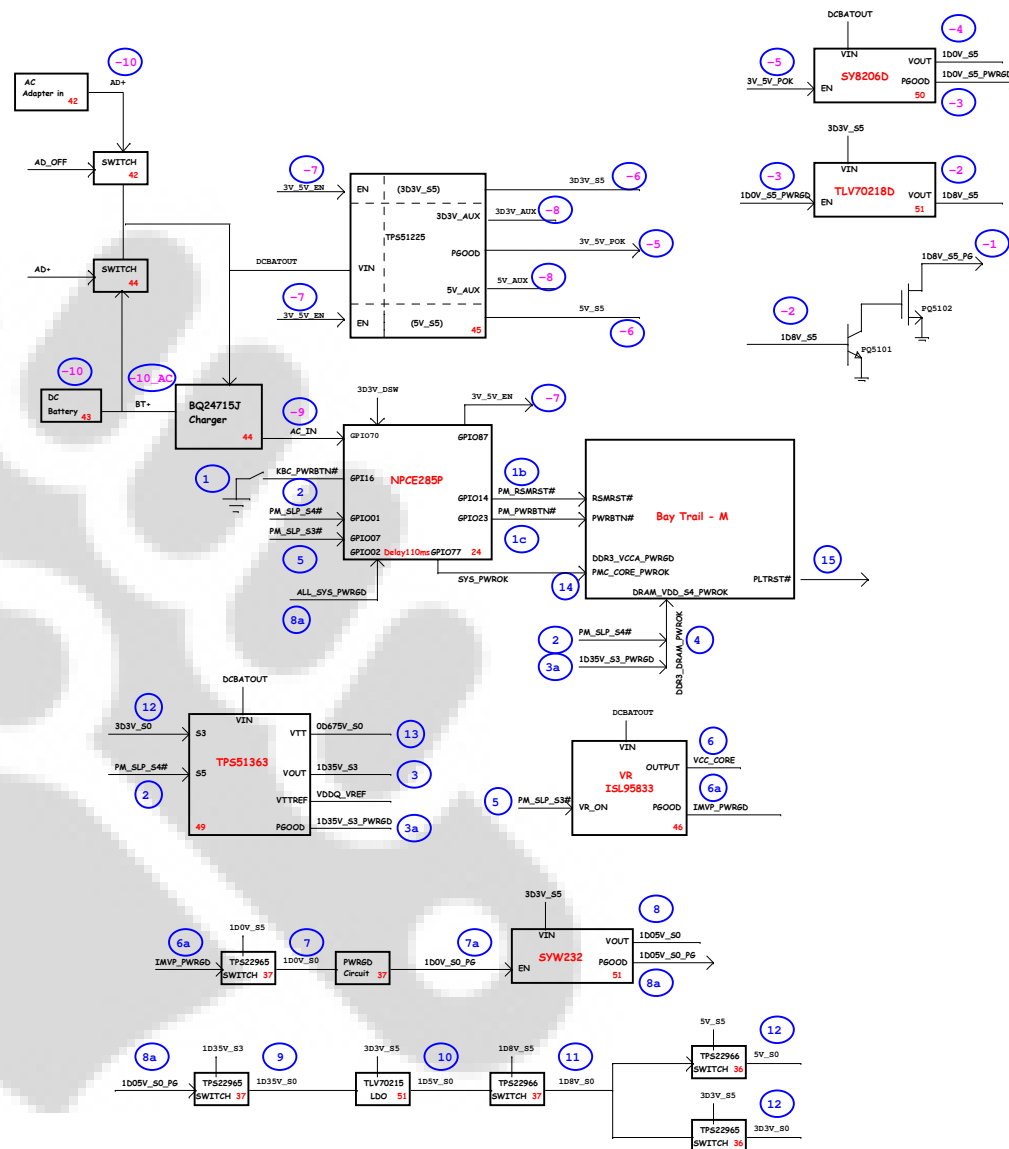 DCBATOUT
-4
VIN
VOUT
1D0V_S5
-5
3V_5V_POK
SY8206D
PGOOD
1D0V_S5_PWRGD
EN
50
-3
-10
AC
Adapter in
42
AD+
AD_OFF
SWITCH
42
3D3V_S5
VIN
-3
1D0V_S5_PWRGD
TLV70218D
EN
VOUT
51
-2
1D8V_S5
-7
3V_5V_EN
EN
(3D3V_S5)
3D3V_S5
-6
3D3V_AUX
3D3V_AUX
-8
TPS51225
PGOOD
3V_5V_POK
-5
DCBATOUT
VIN
5V_AUX
5V_AUX
-8
-7
3V_5V_EN
EN
(5V_S5)
45
5V_S5
-6
AD+
SWITCH
44
-1
1D8V_S5_PG
PQ5102
-2
1D8V_S5
PQ5101
-10
DC
Battery
43
-10_AC
BT+
BQ24715J
Charger
44
-9
AC_IN
3D3V_DSW
3V_5V_EN
-7
GPIO70
GPIO87
1
KBC_PWRBTN#
GPI16
NPCE285P
1b
2
GPIO14
PM_RSMRST#
RSMRST#
PM_SLP_S4#
GPIO01
GPIO23
PM_PWRBTN#
PWRBTN#
Bay Trail - M
PM_SLP_S3#
GPIO07
1c
5
GPIO02
Delay110ms
GPIO77
24
DDR3_VCCA_PWRGD
SYS_PWROK
14
PMC_CORE_PWROK
PLTRST#
15
ALL_SYS_PWRGD
8a
DRAM_VDD_S4_PWROK
2
PM_SLP_S4#
4
3a
1D35V_S3_PWRGD
DDR3_DRAM_PWROK
DCBATOUT
12
3D3V_S0
S3
VIN
VTT
0D675V_S0
13
TPS51363
PM_SLP_S4#
S5
VOUT
1D35V_S3
3
2
VTTREF
VDDQ_VREF
49
PGOOD
1D35V_S3_PWRGD
3a
DCBATOUT
VIN
6
OUTPUT
VCC_CORE
VR
ISL95833
6a
5
PM_SLP_S3#
VR_ON
PGOOD
IMVP_PWRGD
46
3D3V_S5
8
6a
1D0V_S5
7
7a
VIN
VOUT
1D05V_S0
IMVP_PWRGD
TPS22965
SWITCH 37
1D0V_S0
PWRGD
Circuit 37
1D0V_S0_PG
EN
SYW232
PGOOD
1D05V_S0_PG
51
8a
8a
1D35V_S3
9
3D3V_S5
10
1D8V_S5
11
5V_S5
12
1D05V_S0_PG
TPS22965
SWITCH 37
1D35V_S0
TLV70215
LDO 51
1D5V_S0
TPS22966
SWITCH 37
1D8V_S0
TPS22966
SWITCH 36
5V_S0
3D3V_S5
12
TPS22965
SWITCH 36
3D3V_S0